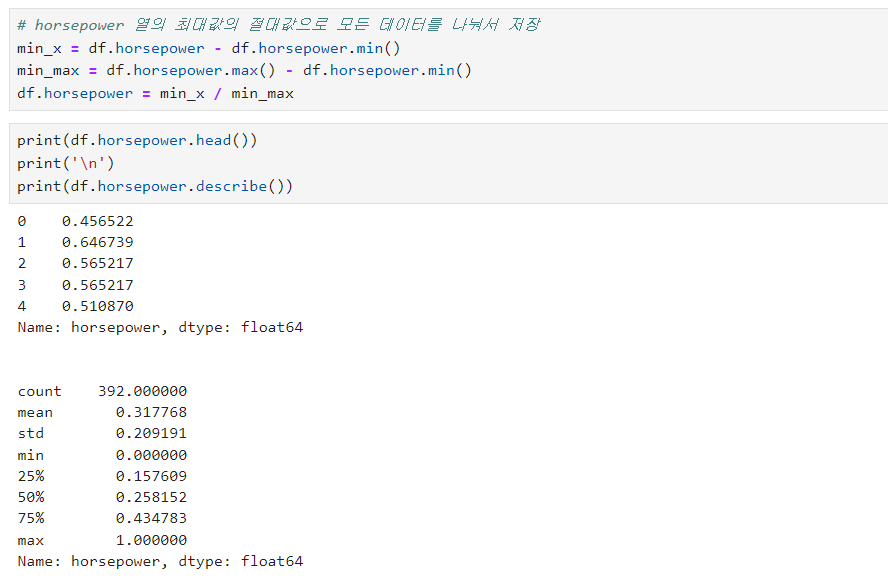 # horsepower 열의 최대값의 절대값으로 모든 데이터를 나눠서 저장
min_x = df.horsepower - df.horsepower.min()
min_max = df.horsepower.max() - df.horsepower.min()
df.horsepower = min_x / min_max
print(df.horsepower.head())
print('\n')
print(df.horsepower.describe())
0    0.456522
1    0.646739
2    0.565217
3    0.565217
4    0.510870
Name: horsepower, dtype: float64
count    392.000000
mean       0.317768
std        0.209191
min        0.000000
25%        0.157609
50%        0.258152
75%        0.434783
max        1.000000
Name: horsepower, dtype: float64